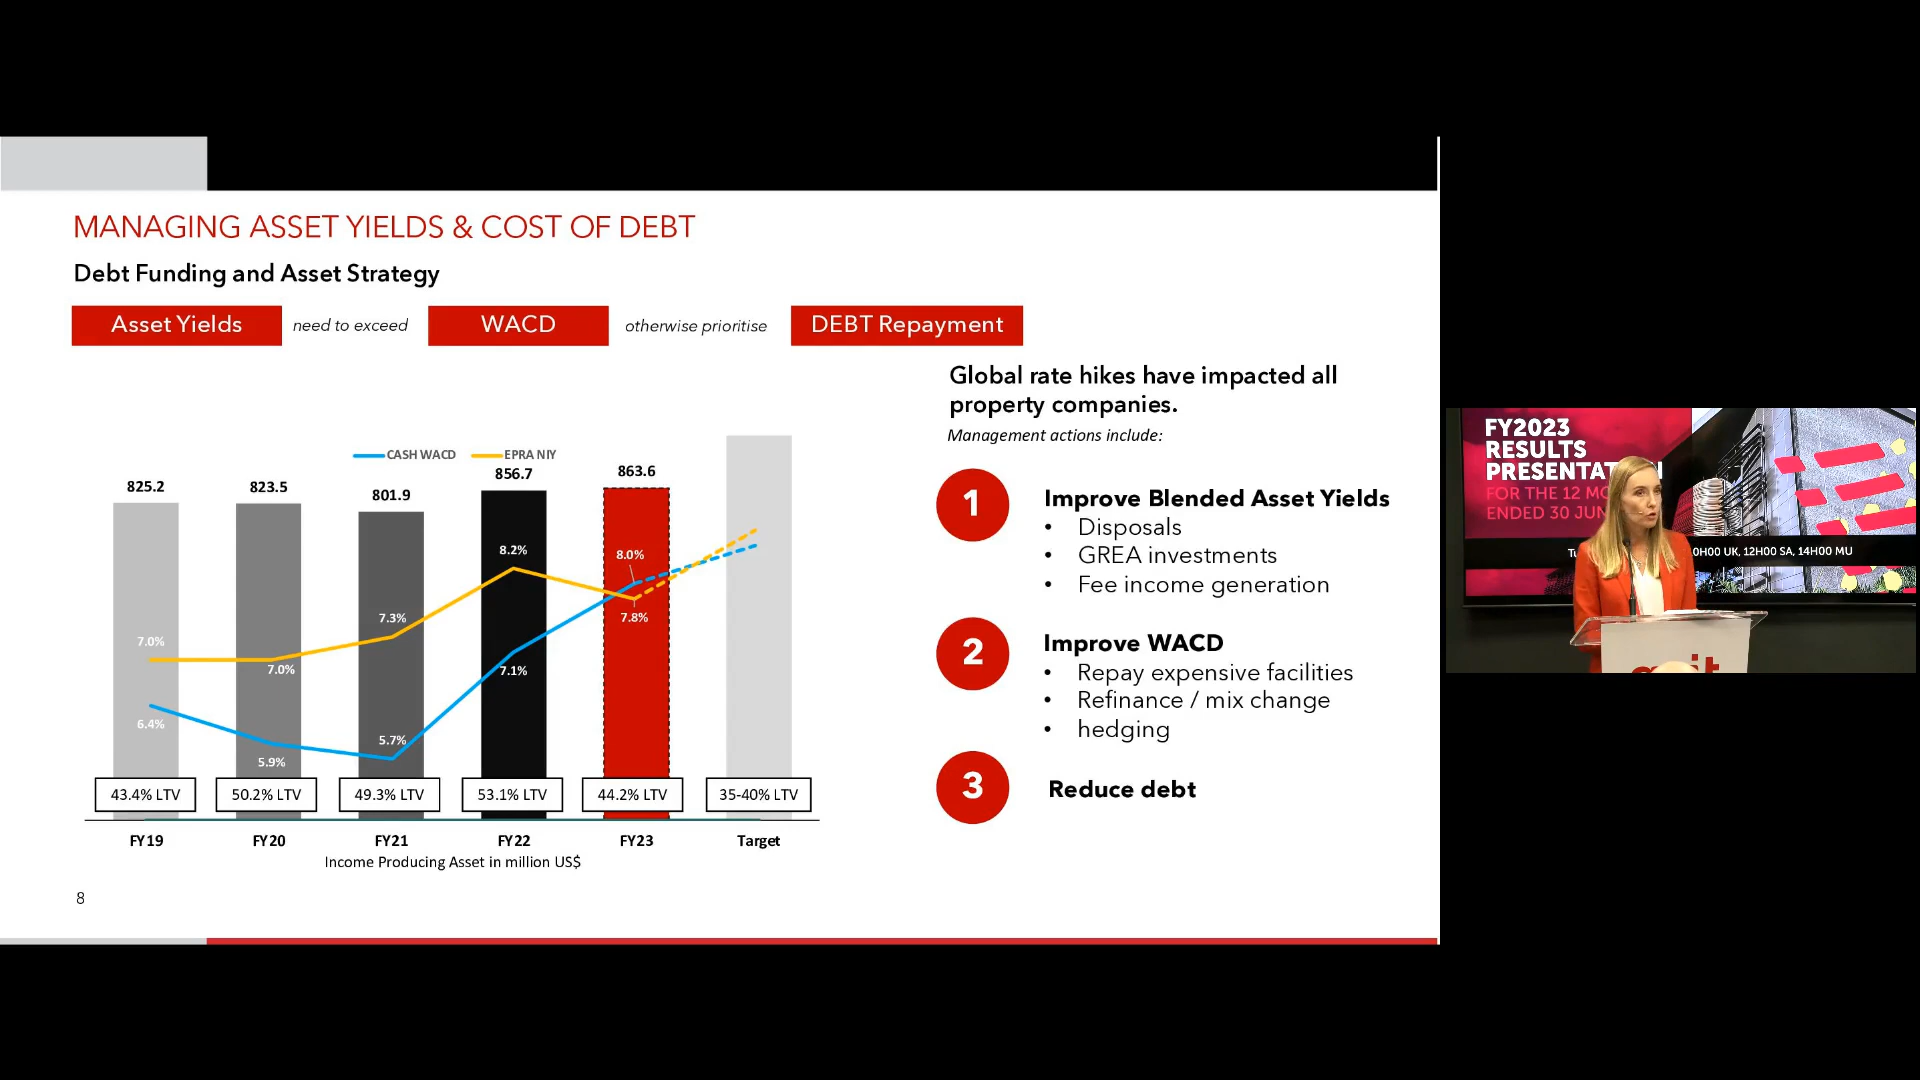 MANAGING ASSET YIELDS & COST OF DEBT
Debt Funding and Asset Strategy
Asset Yields need to exceed WACD otherwise prioritise DEBT Repayment
CASH WACD EPRA NIY
825.2 823.5 801.9 856.7 863.6
7.0% 7.0% 7.3% 8.2% 8.0%
6.4% 5.9% 5.7% 7.1% 7.8%
43.4% LTV 50.2% LTV 49.3% LTV 53.1% LTV 44.2% LTV 35-40% LTV
FY19 FY20 FY21 FY22 FY23 Target
Income Producing Asset in million US$
8
Global rate hikes have impacted all
property companies.
Management actions include:
1 Improve Blended Asset Yields
• Disposals
• GREA investments
• Fee income generation
2 Improve WACD
• Repay expensive facilities
• Refinance / mix change
• hedging
3 Reduce debt
FY2023
RESULTS
FOR THE 12
ENDED 30
UK, 12H00 SA, 14H00 MU